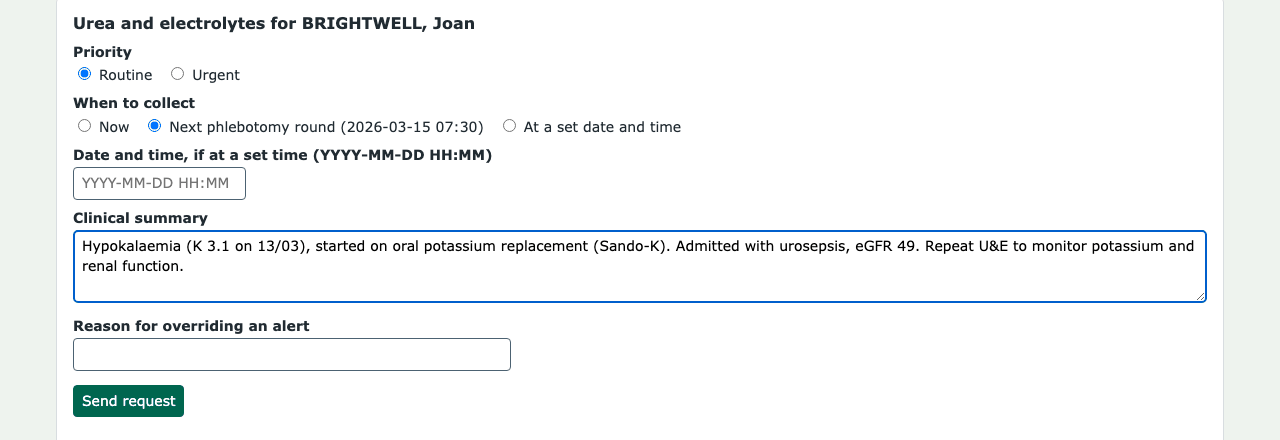 Urea and electrolytes for BRIGHTWELL, Joan
Priority
Routine Urgent
When to collect
Now Next phlebotomy round (2026-03-15 07:30) At a set date and time
Date and time, if at a set time (YYYY-MM-DD HH:MM)
YYYY-MM-DD HH:MM
Clinical summary
Hypokalaemia (K 3.1 on 13/03), started on oral potassium replacement (Sando-K). Admitted with urosepsis, eGFR 49. Repeat U&E to monitor potassium and
renal function.
Reason for overriding an alert
Send request